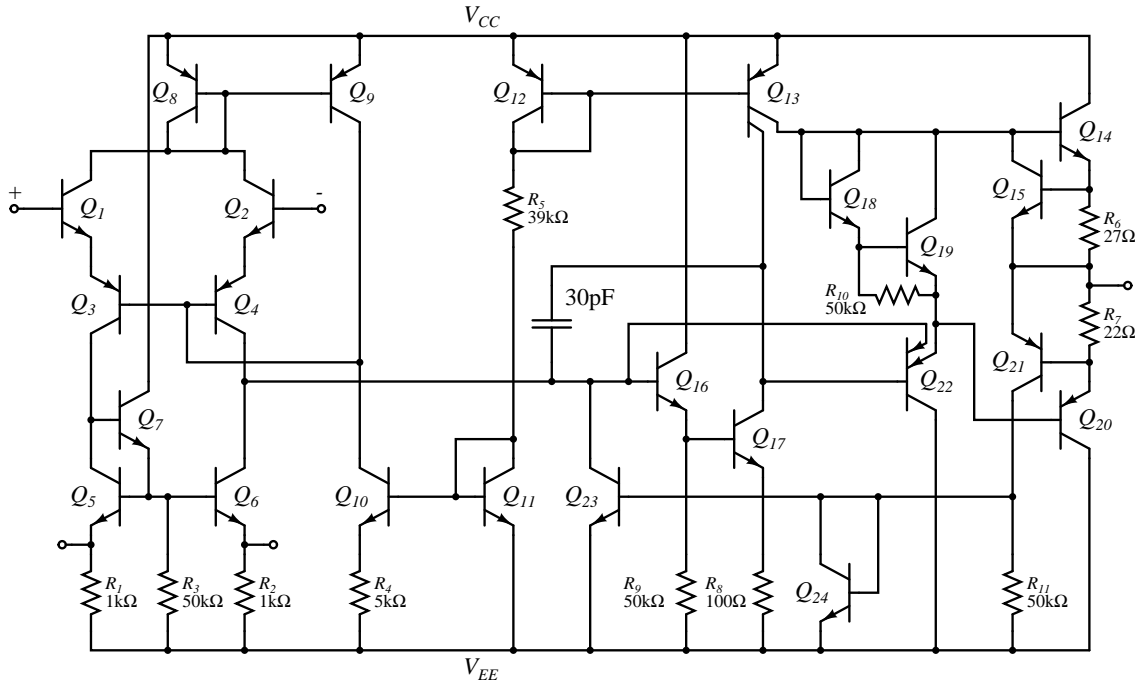 V_CC
Q_8
Q_9
Q_12
Q_13
Q_14
+
Q_1
Q_2
-
R_5
39kΩ
Q_18
Q_15
R_6
27Ω
Q_19
Q_3
Q_4
30pF
R_10
50kΩ
R_7
22Ω
Q_7
Q_16
Q_22
Q_21
Q_17
Q_20
Q_5
Q_6
Q_10
Q_11
Q_23
R_1
1kΩ
R_3
50kΩ
R_2
1kΩ
R_4
5kΩ
R_9
50kΩ
R_8
100Ω
Q_24
R_11
50kΩ
V_EE